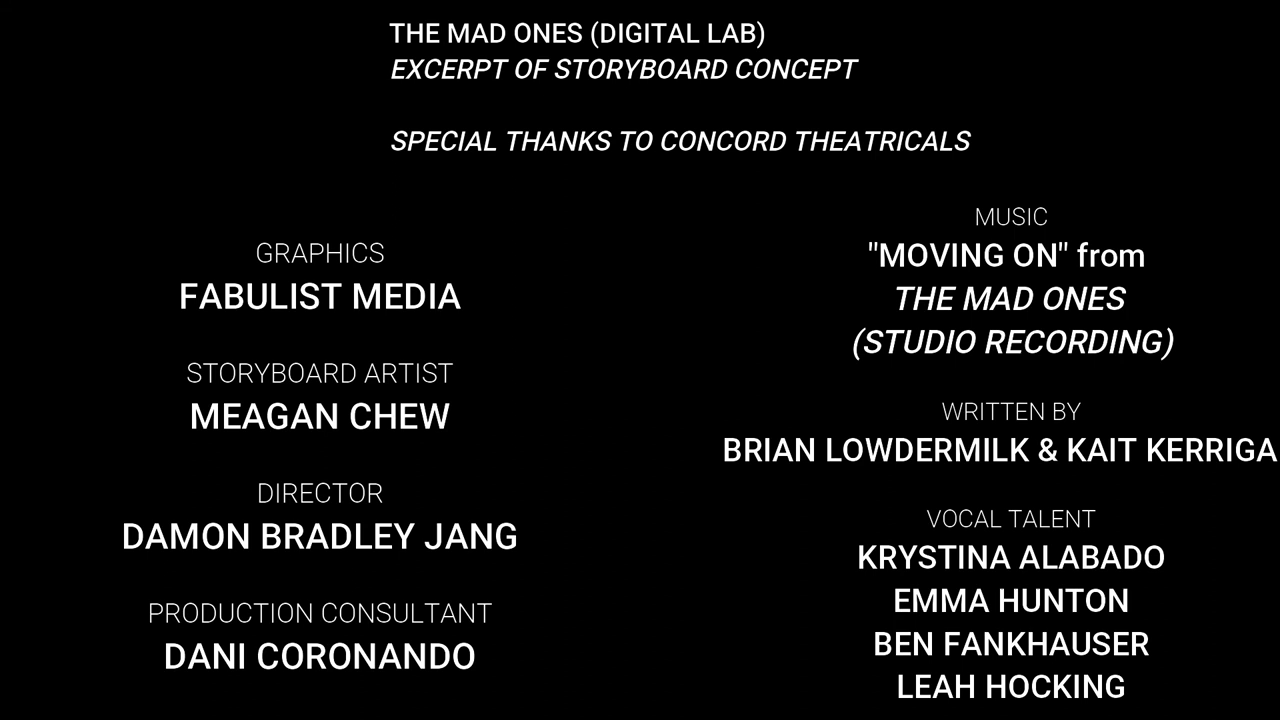 THE MAD ONES (DIGITAL LAB)
EXCERPT OF STORYBOARD CONCEPT
SPECIAL THANKS TO CONCORD THEATRICALS
GRAPHICS
FABULIST MEDIA
STORYBOARD ARTIST
MEAGAN CHEW
DIRECTOR
DAMON BRADLEY JANG
PRODUCTION CONSULTANT
DANI CORONANDO
MUSIC
"MOVING ON" from
THE MAD ONES
(STUDIO RECORDING)
WRITTEN BY
BRIAN LOWDERMILK & KAIT KERRIGA
VOCAL TALENT
KRYSTINA ALABADO
EMMA HUNTON
BEN FANKHAUSER
LEAH HOCKING